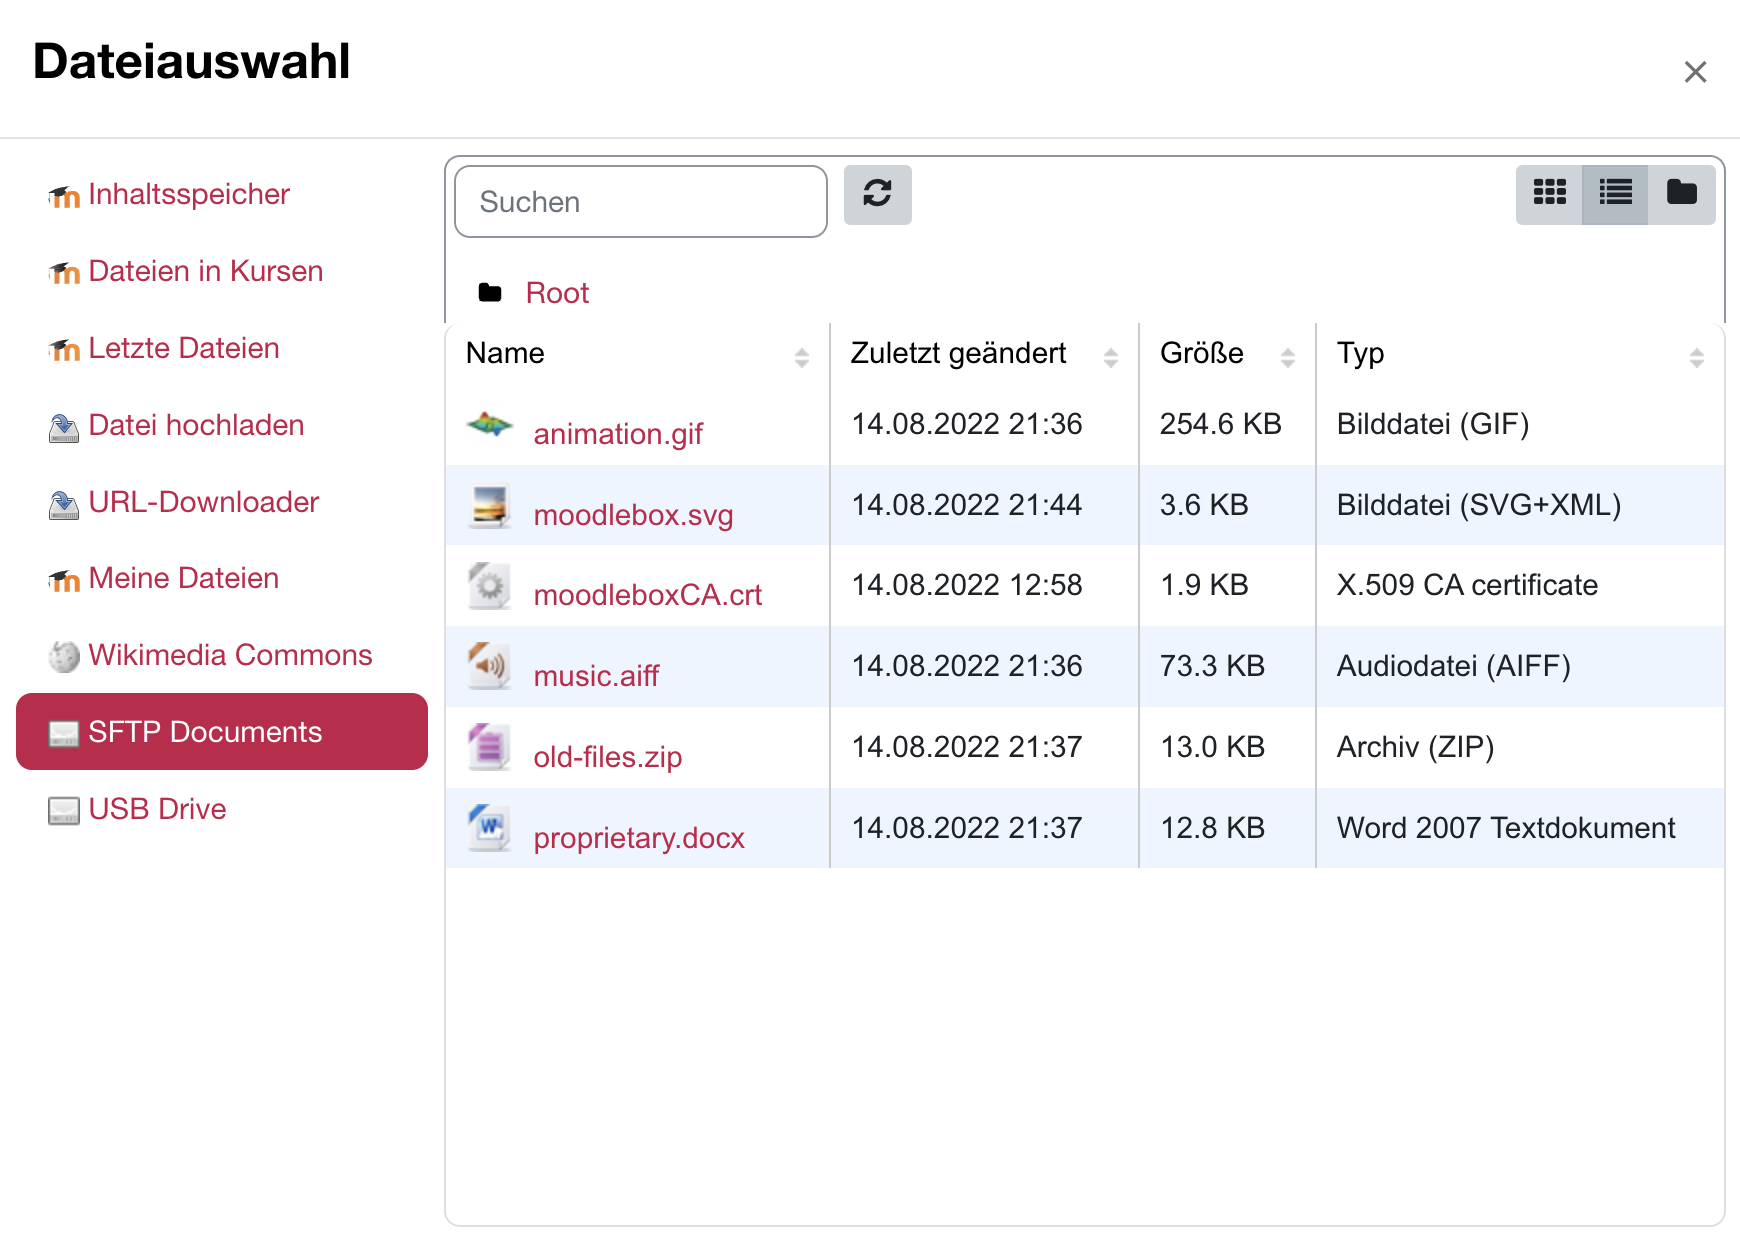 Dateiauswahl
Inhaltsspeicher
Dateien in Kursen
Letzte Dateien
Datei hochladen
URL-Downloader
Meine Dateien
Wikimedia Commons
SFTP Documents
USB Drive
Suchen
Root
Name Zuletzt geändert Größe Typ
animation.gif 14.08.2022 21:36 254.6 KB Bilddatei (GIF)
moodlebox.svg 14.08.2022 21:44 3.6 KB Bilddatei (SVG+XML)
moodleboxCA.crt 14.08.2022 12:58 1.9 KB X.509 CA certificate
music.aiff 14.08.2022 21:36 73.3 KB Audiodatei (AIFF)
old-files.zip 14.08.2022 21:37 13.0 KB Archiv (ZIP)
proprietary.docx 14.08.2022 21:37 12.8 KB Word 2007 Textdokument